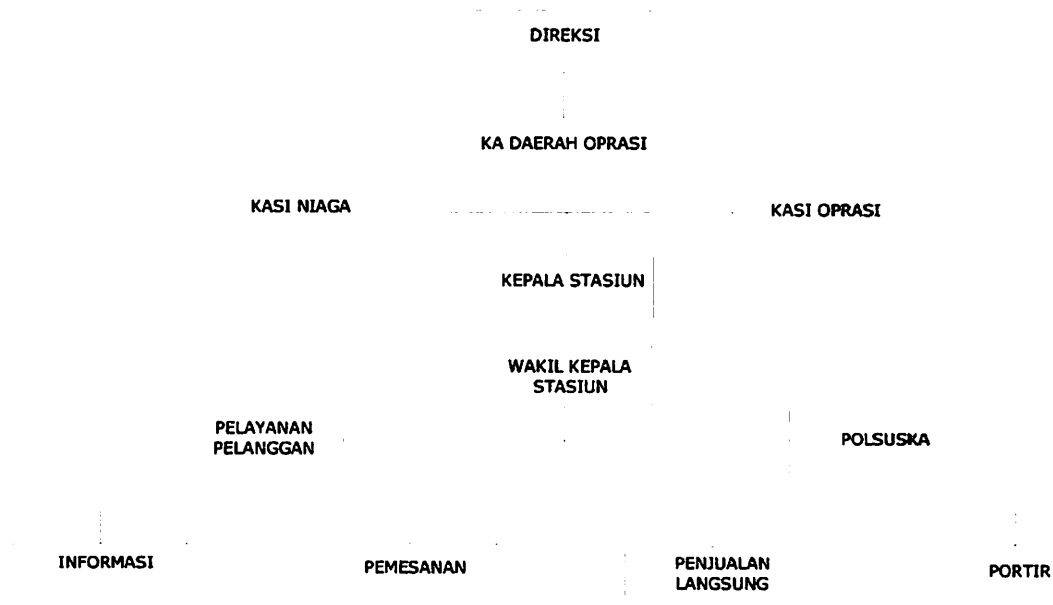 DIREKSI
KA DAERAH OPRASI
KASI NIAGA
KASI OPRASI
KEPALA STASIUN
WAKIL KEPALA
STASIUN
PELAYANAN
PELANGGAN
POLSUSKA
INFORMASI
PEMESANAN
PENJUALAN
LANGSUNG
PORTIR